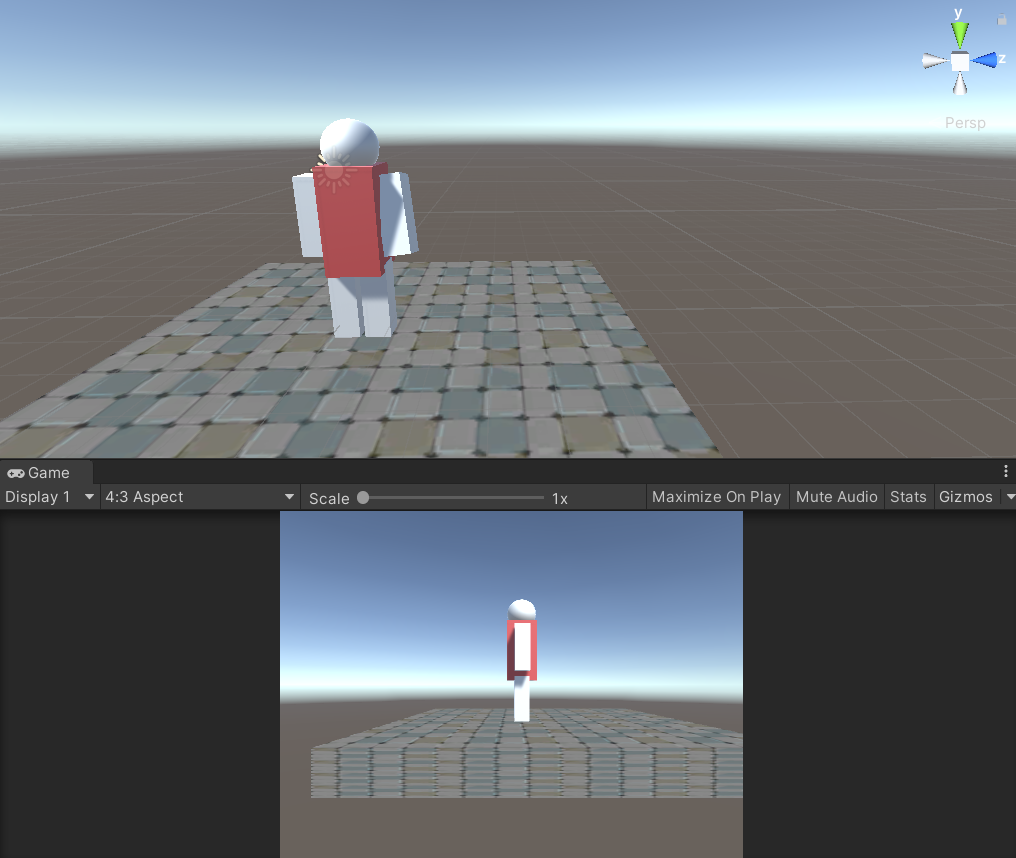 y
z
Persp
Game
Display 1 4:3 Aspect Scale 1x Maximize On Play Mute Audio Stats Gizmos